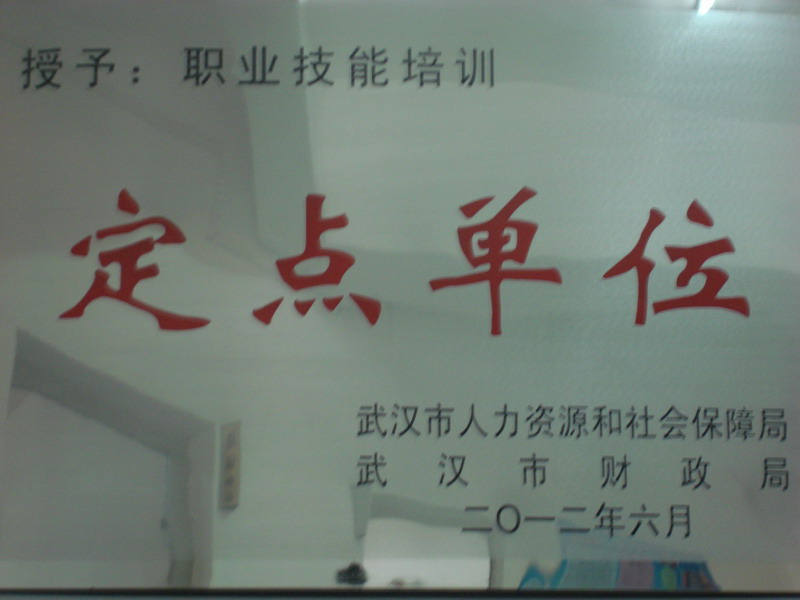 授予：职业技能培训
定点单位
武汉市人力资源和社会保障局
武汉市财政局
二〇一二年六月